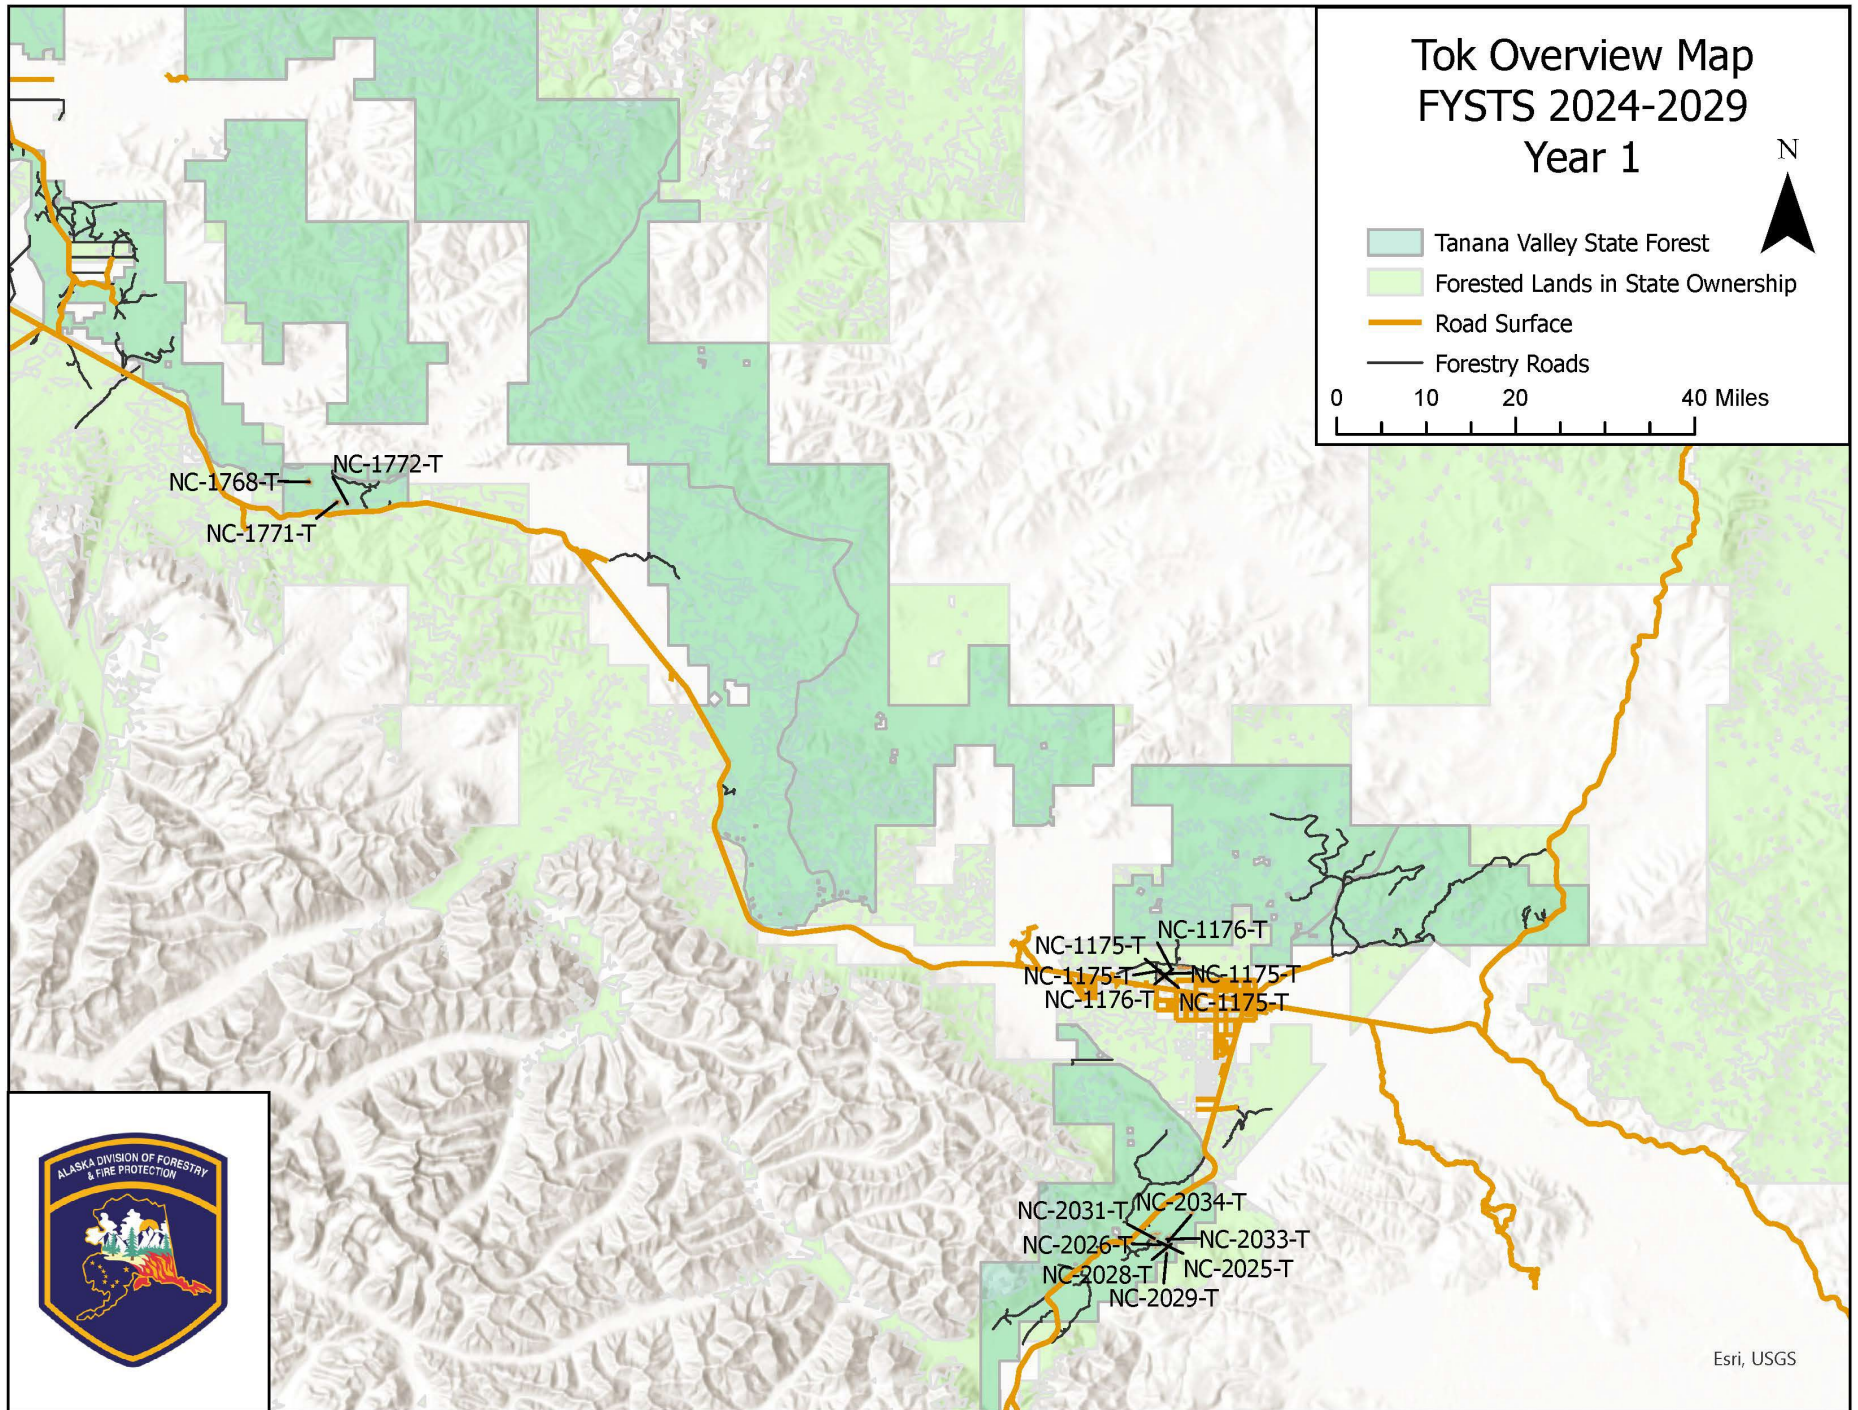 Tok Overview Map
FYSTS 2024-2029
Year 1
N
Tanana Valley State Forest
Forested Lands in State Ownership
Road Surface
Forestry Roads
0 10 20 40 Miles
NC-1772-T
NC-1768-T
NC-1771-T
NC-1176-T
NC-1175-T
NC-1175-T
NC-1175-T
NC-1176-T
NC-1175-T
NC-2034-T
NC-2031-T
NC-2033-T
NC-2026-T
NC-2025-T
NC-2028-T
NC-2029-T
ALASKA DIVISION OF FORESTRY
& FIRE PROTECTION
Esri, USGS